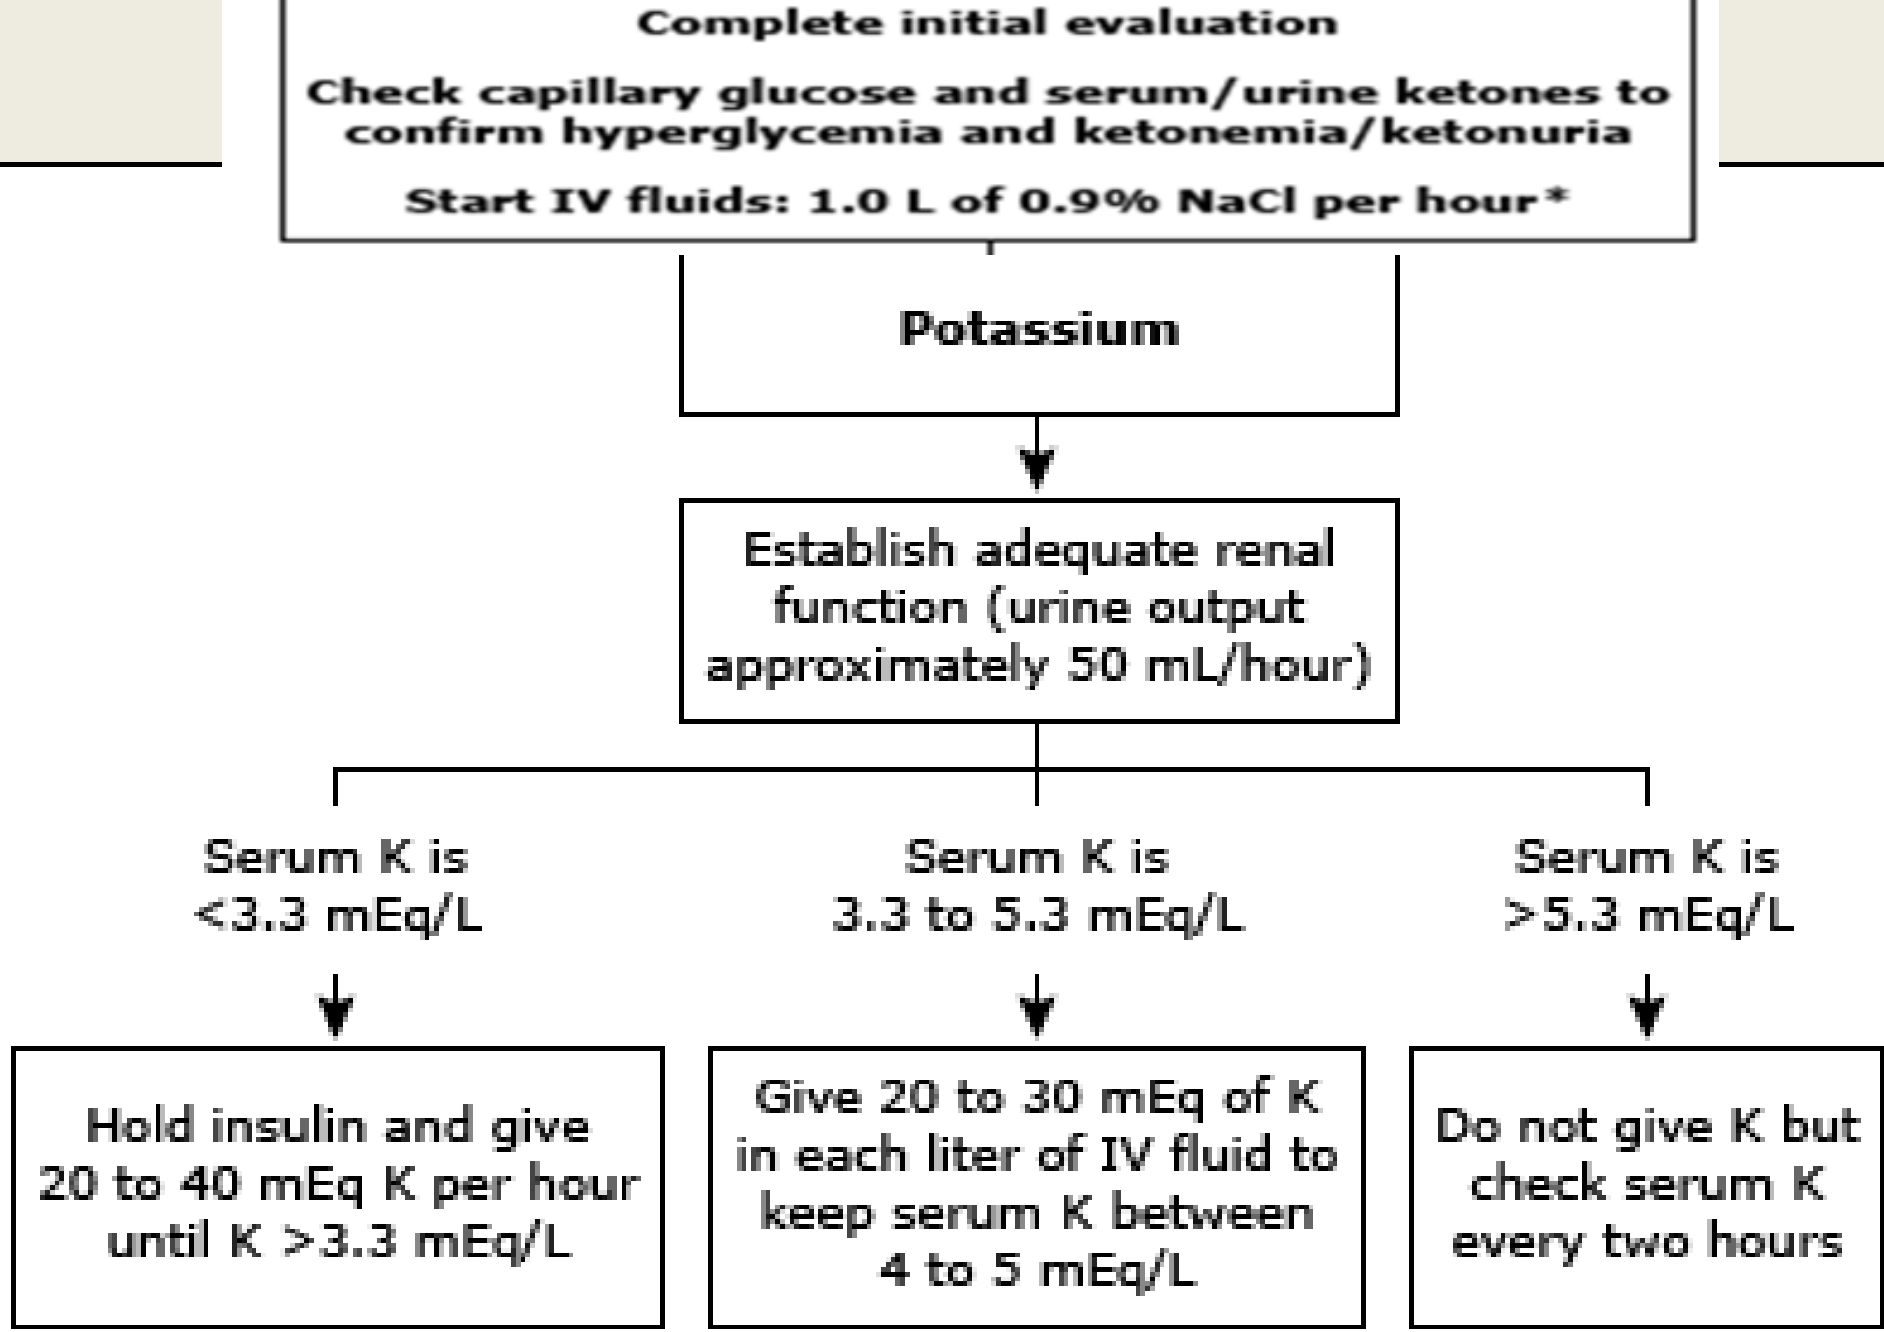 Complete initial evaluation
Check capillary glucose and serum/urine ketones to
confirm hyperglycemia and ketonemia/ketonuria
Start IV fluids: 1.0 L of 0.9% NaCl per hour*
Potassium
Establish adequate renal
function (urine output
approximately 50 mL/hour)
Serum K is
<3.3 mEq/L
Serum K is
3.3 to 5.3 mEq/L
Serum K is
>5.3 mEq/L
Hold insulin and give
20 to 40 mEq K per hour
until K >3.3 mEq/L
Give 20 to 30 mEq of K
in each liter of IV fluid to
keep serum K between
4 to 5 mEq/L
Do not give K but
check serum K
every two hours